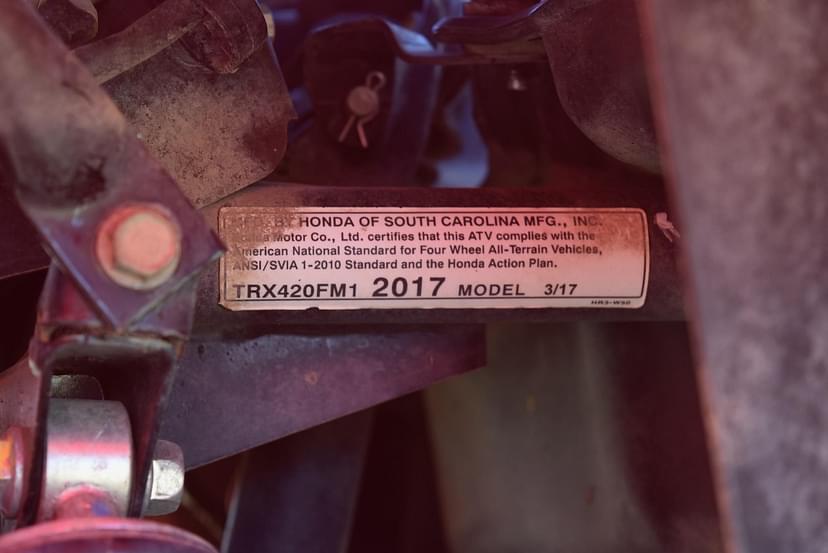 BY HONDA OF SOUTH CAROLINA MFG., INC.
Motor Co., Ltd. certifies that this ATV complies with the
American National Standard for Four Wheel All-Terrain Vehicles,
ANSI/SVIA 1-2010 Standard and the Honda Action Plan.
TRX420FM1 2017 MODEL 3/17